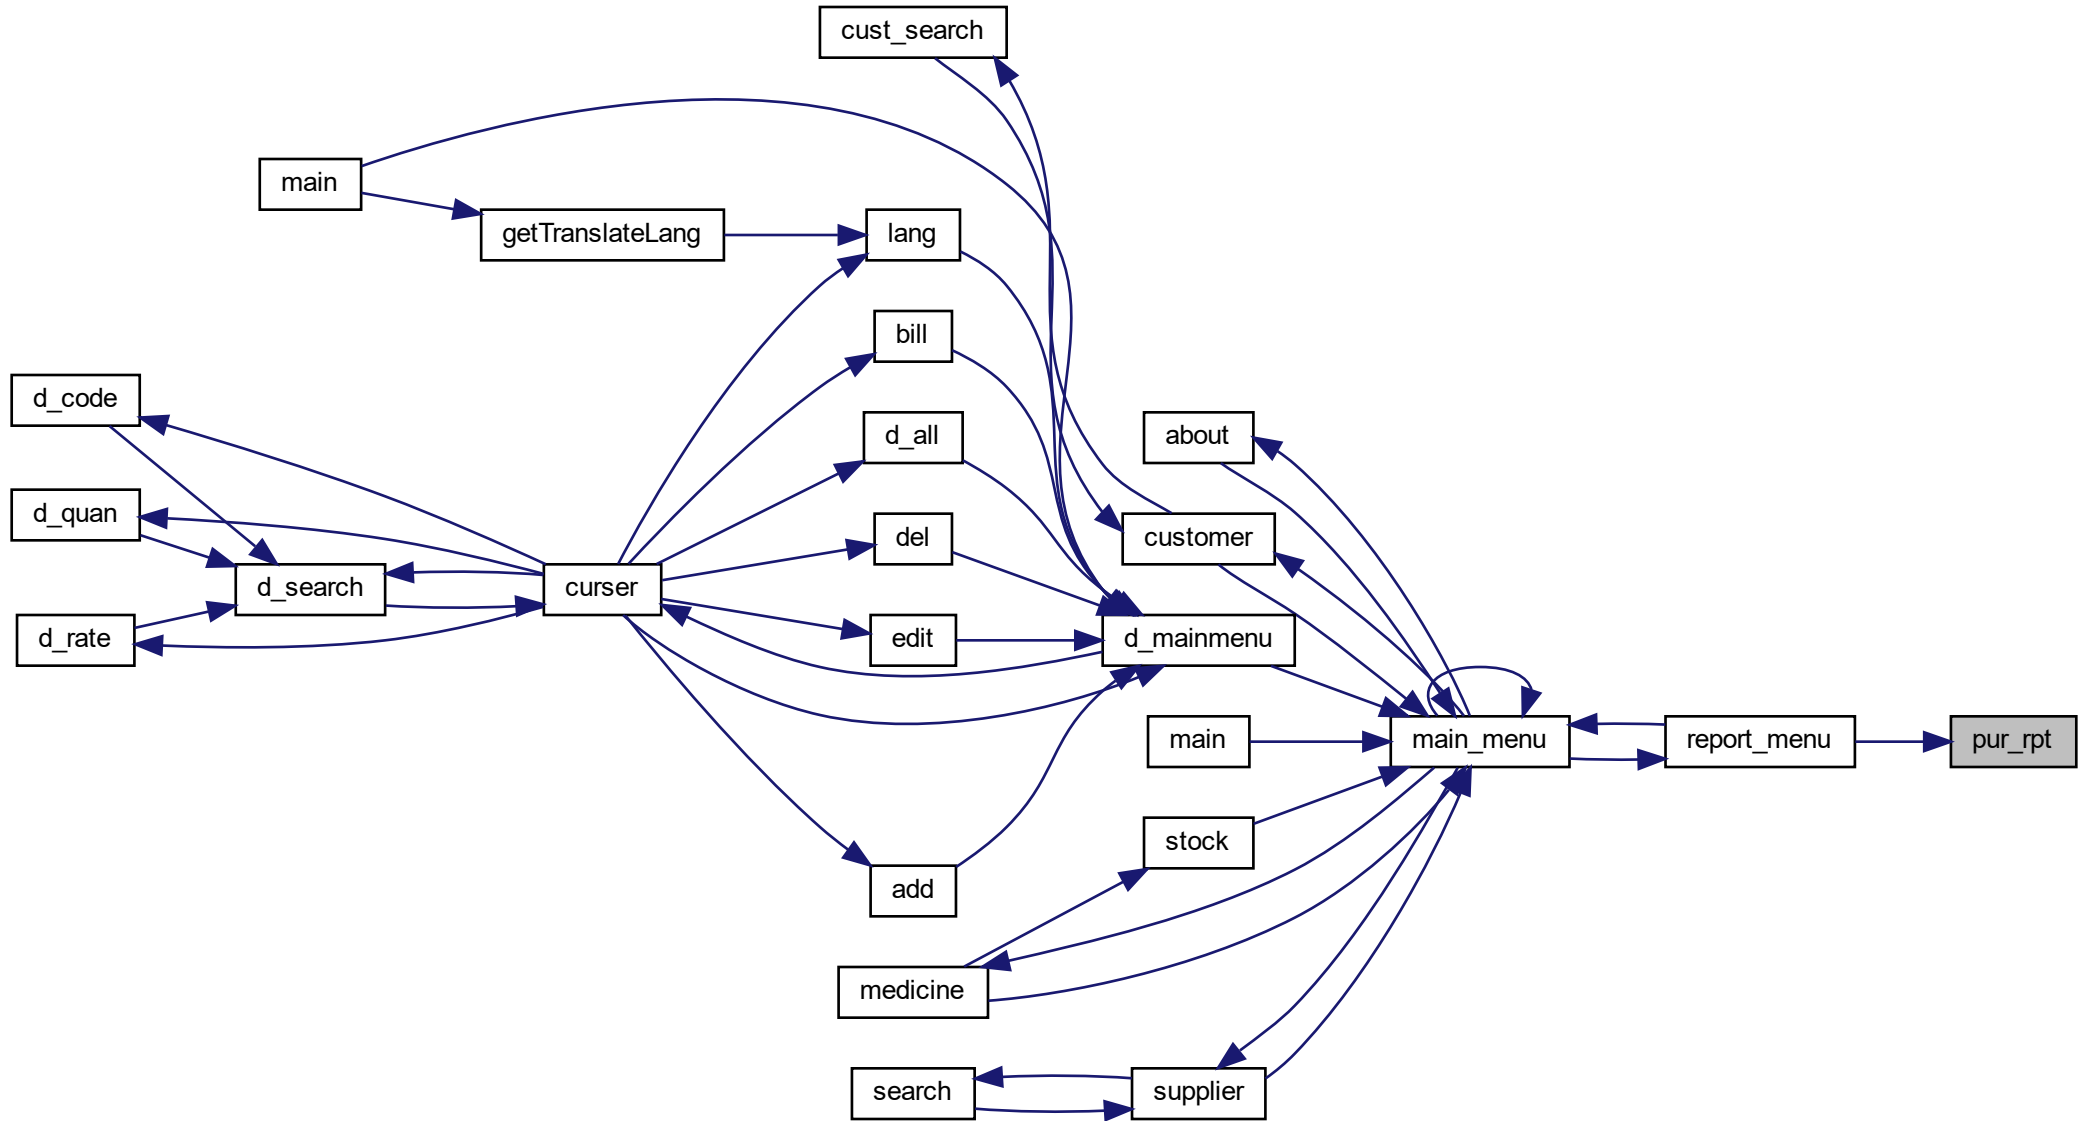 cust_search
main
getTranslateLang
lang
bill
d_code
d_all
about
d_quan
del
customer
d_search
curser
d_rate
edit
d_mainmenu
main
main_menu
report_menu
pur_rpt
stock
add
medicine
search
supplier